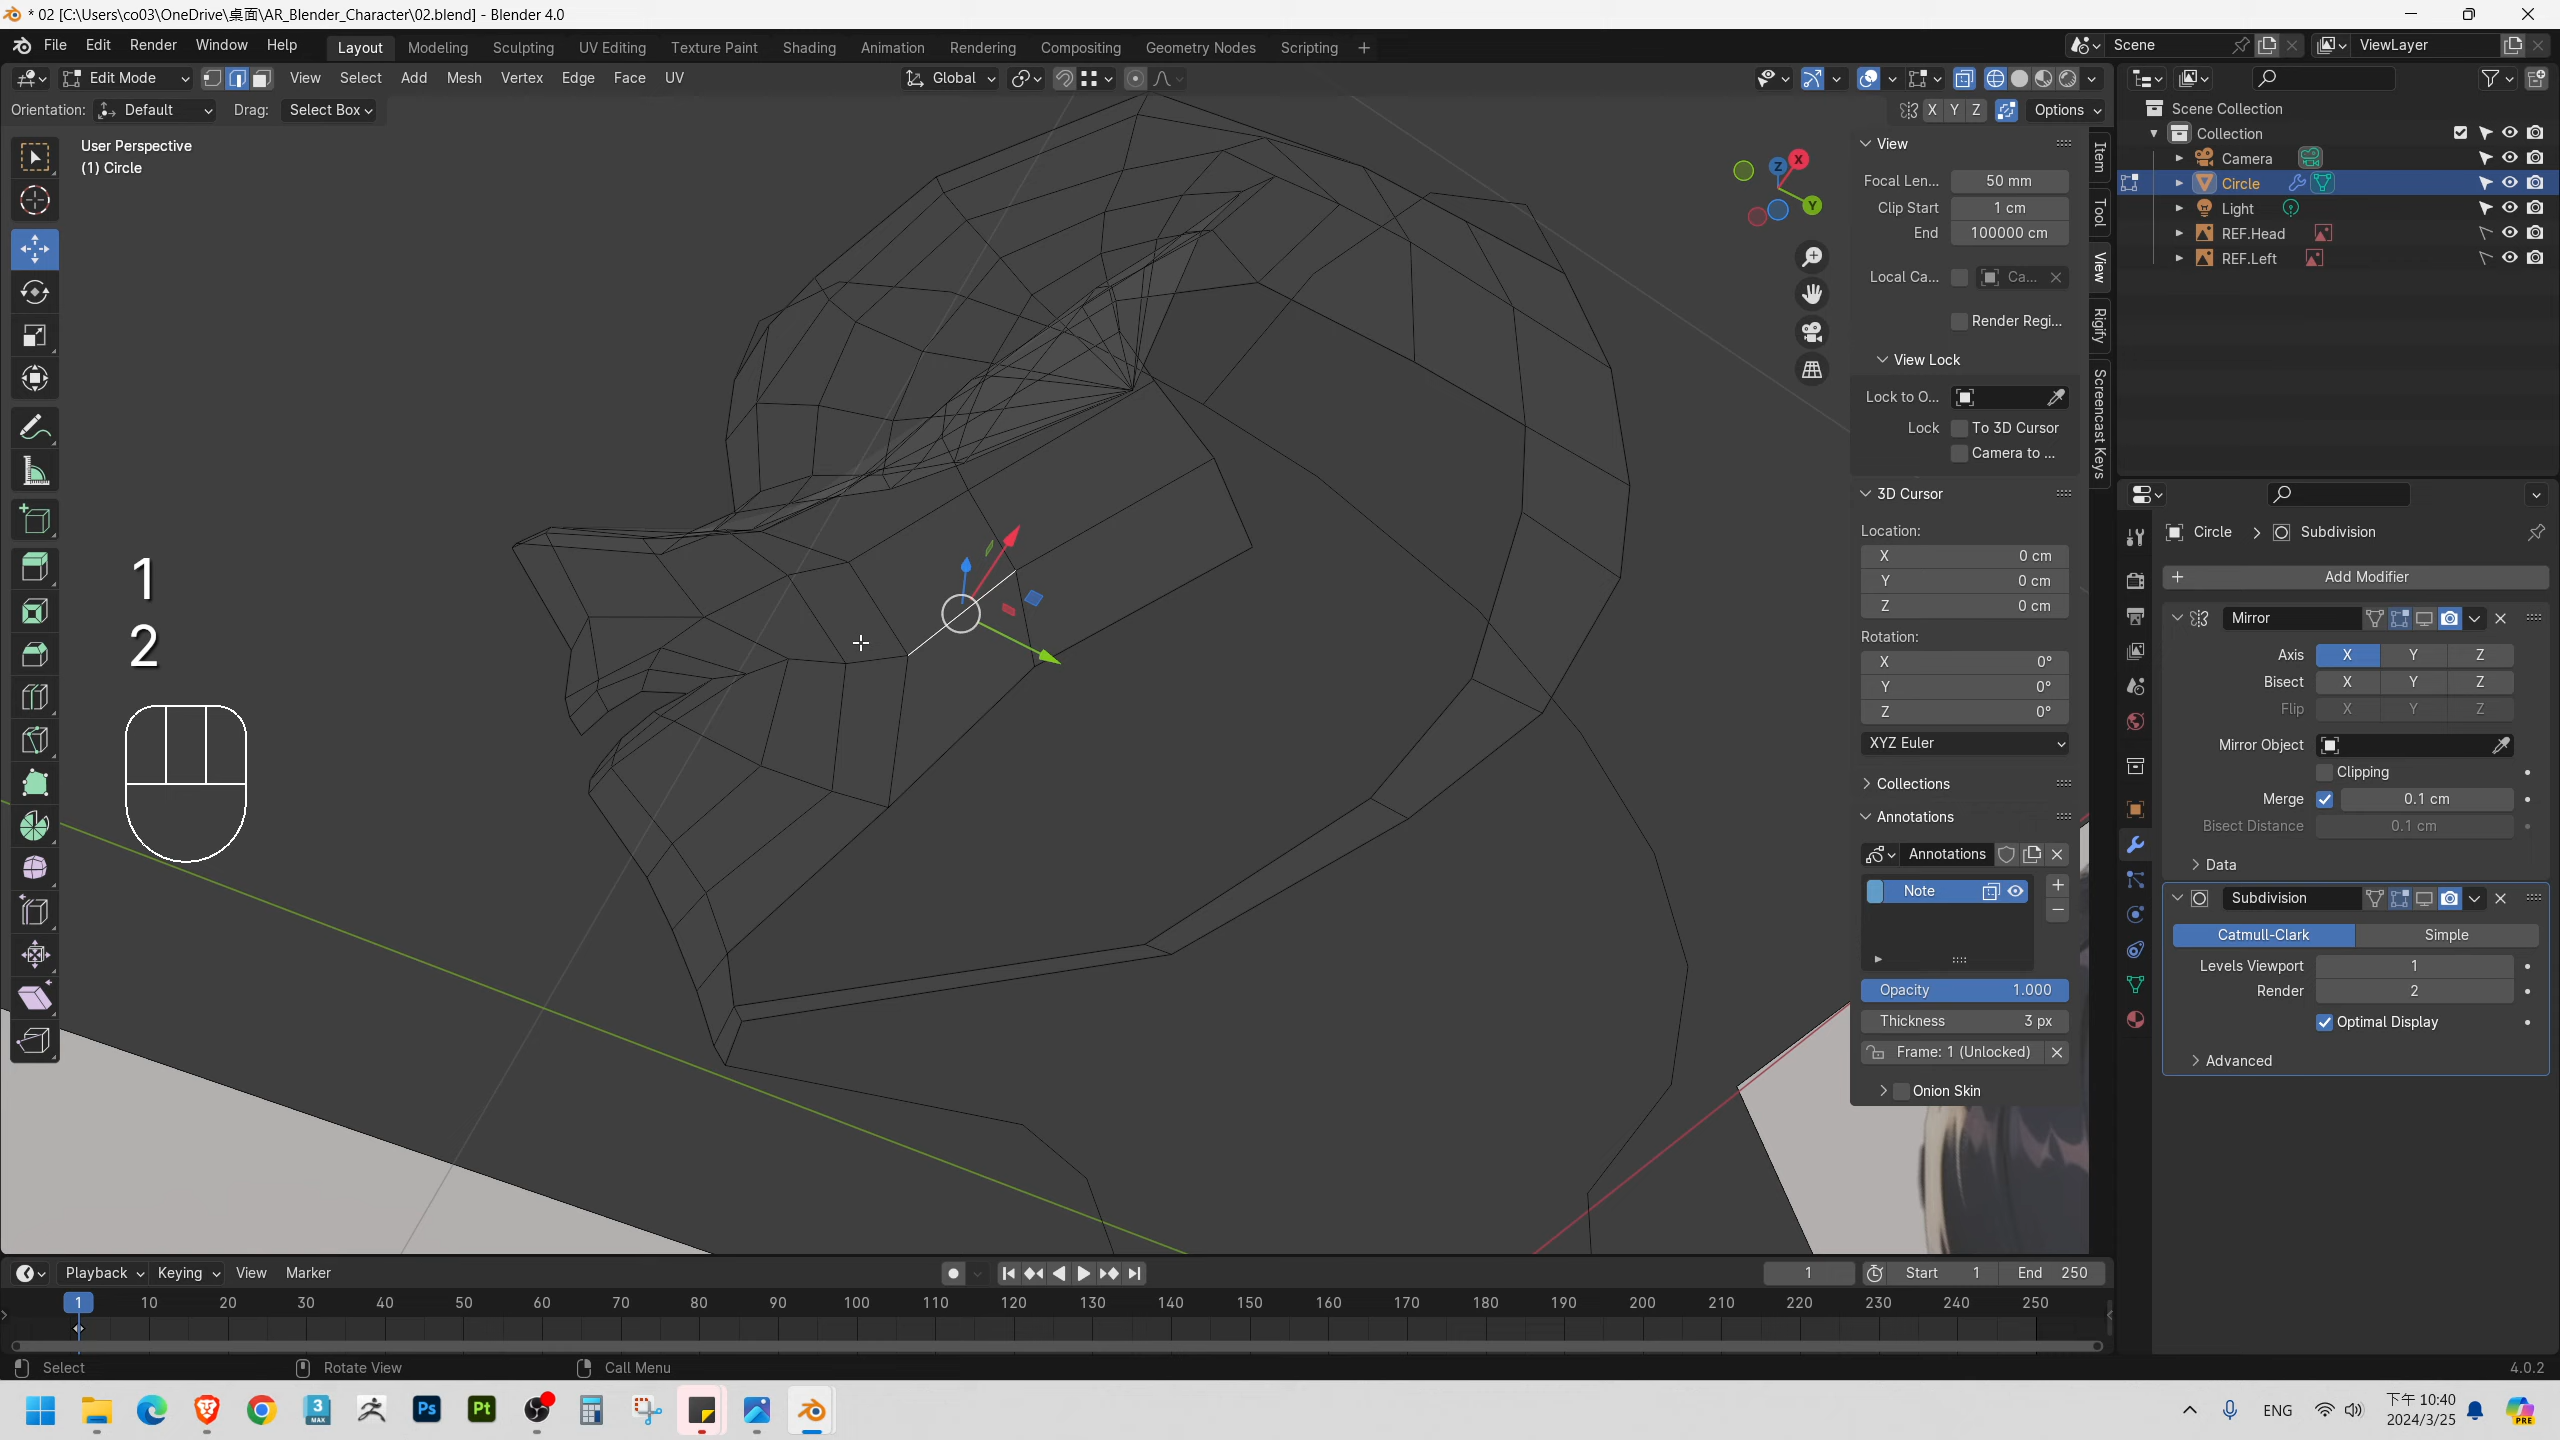 * 02 [C:\Users\co03\OneDrive\桌面\AR_Blender_Character\02.blend] - Blender 4.0
File Edit Render Window Help Layout Modeling Sculpting UV Editing Texture Paint Shading Animation Rendering Compositing Geometry Nodes Scripting + Scene ViewLayer
Edit Mode View Select Add Mesh Vertex Edge Face UV Global
Orientation: Default Drag: Select Box X Y Z Options
User Perspective
(1) Circle
1
2
X
Y
Z
View
Focal Len... 50 mm
Clip Start 1 cm
End 100000 cm
Local Ca... Ca...
Render Regi...
View Lock
Lock to O...
Lock To 3D Cursor
Camera to ...
3D Cursor
Location:
X 0 cm
Y 0 cm
Z 0 cm
Rotation:
X 0°
Y 0°
Z 0°
XYZ Euler
Collections
Annotations
Annotations
Note
Opacity 1.000
Thickness 3 px
Frame: 1 (Unlocked)
Onion Skin
Item
Tool
View
Rigify
Screencast Keys
Scene Collection
Collection
Camera
Circle
Light
REF.Head
REF.Left
Circle > Subdivision
+ Add Modifier
Mirror
Axis X Y Z
Bisect X Y Z
Flip X Y Z
Mirror Object
Clipping
Merge 0.1 cm
Bisect Distance 0.1 cm
Data
Subdivision
Catmull-Clark Simple
Levels Viewport 1
Render 2
Optimal Display
Advanced
Playback Keying View Marker 1 Start 1 End 250
1 10 20 30 40 50 60 70 80 90 100 110 120 130 140 150 160 170 180 190 200 210 220 230 240 250
Select Rotate View Call Menu 4.0.2
3
MAX
Ps
Pt
ENG
下午 10:40
2024/3/25
PRE